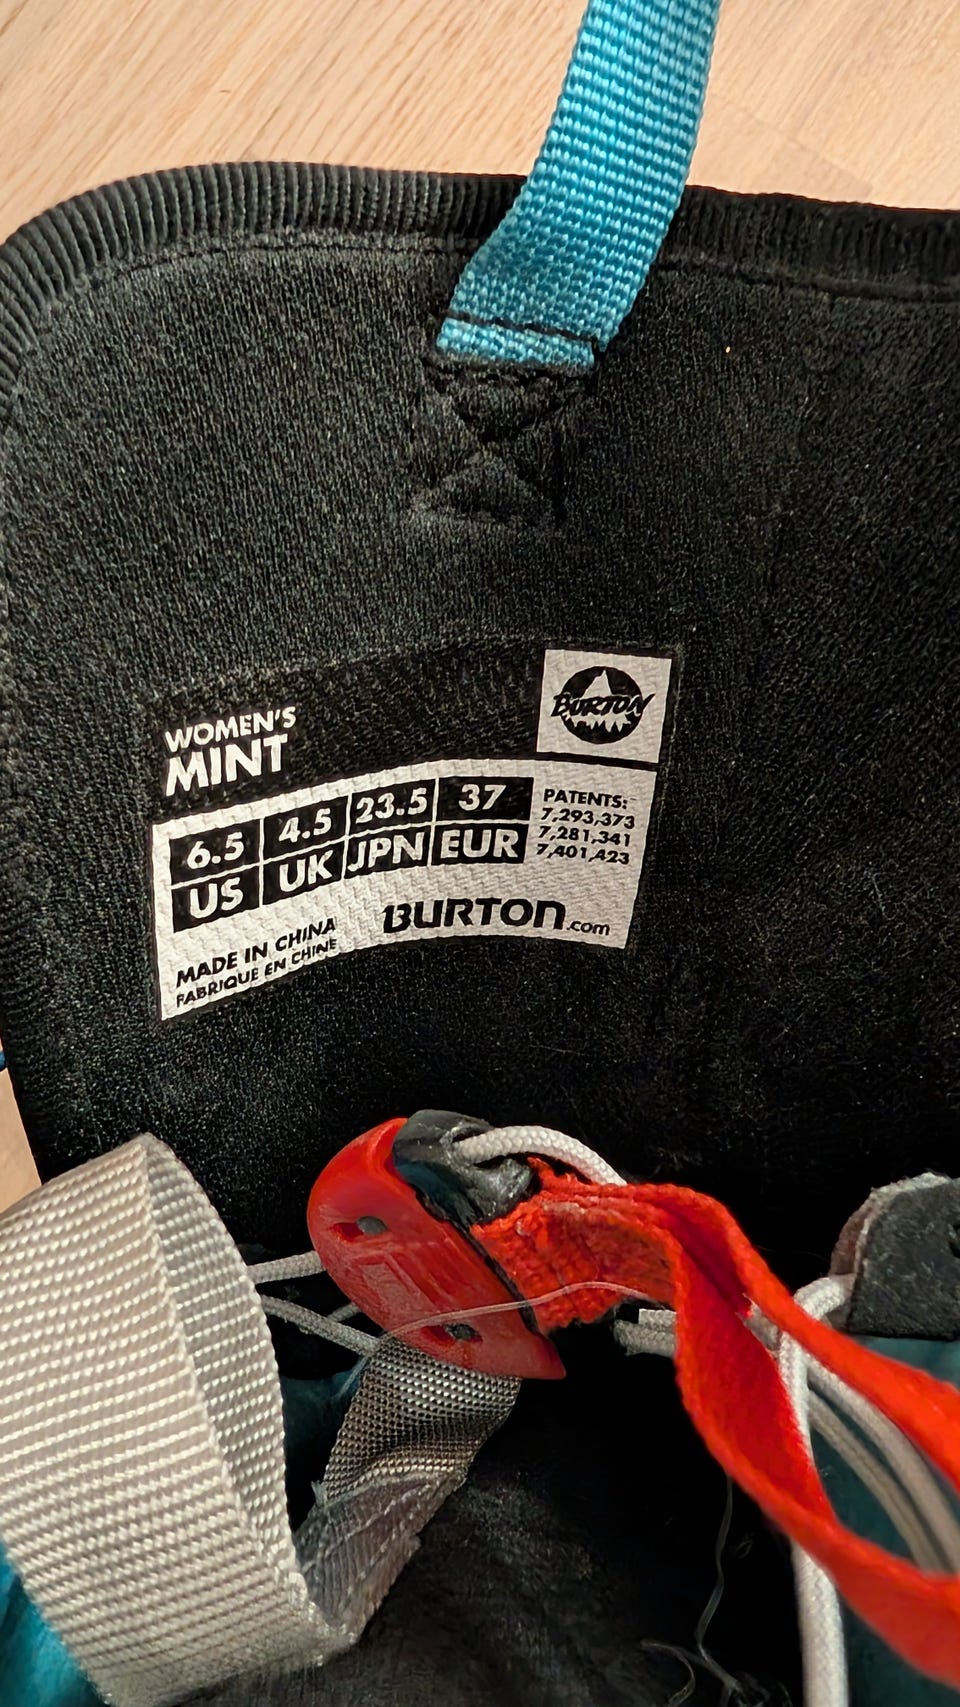 WOMEN'S
MINT
BURTON
6.5 4.5 23.5 37
US UK JPN EUR
PATENTS:
7,293,373
7,281,341
7,401,423
MADE IN CHINA
FABRIQUE EN CHINE
BURTON.com